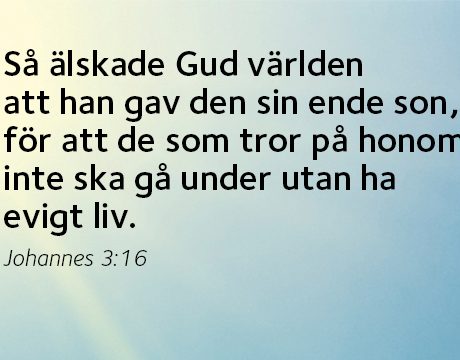 Så älskade Gud världen
att han gav den sin ende son,
för att de som tror på honom
inte ska gå under utan ha
evigt liv.
Johannes 3:16